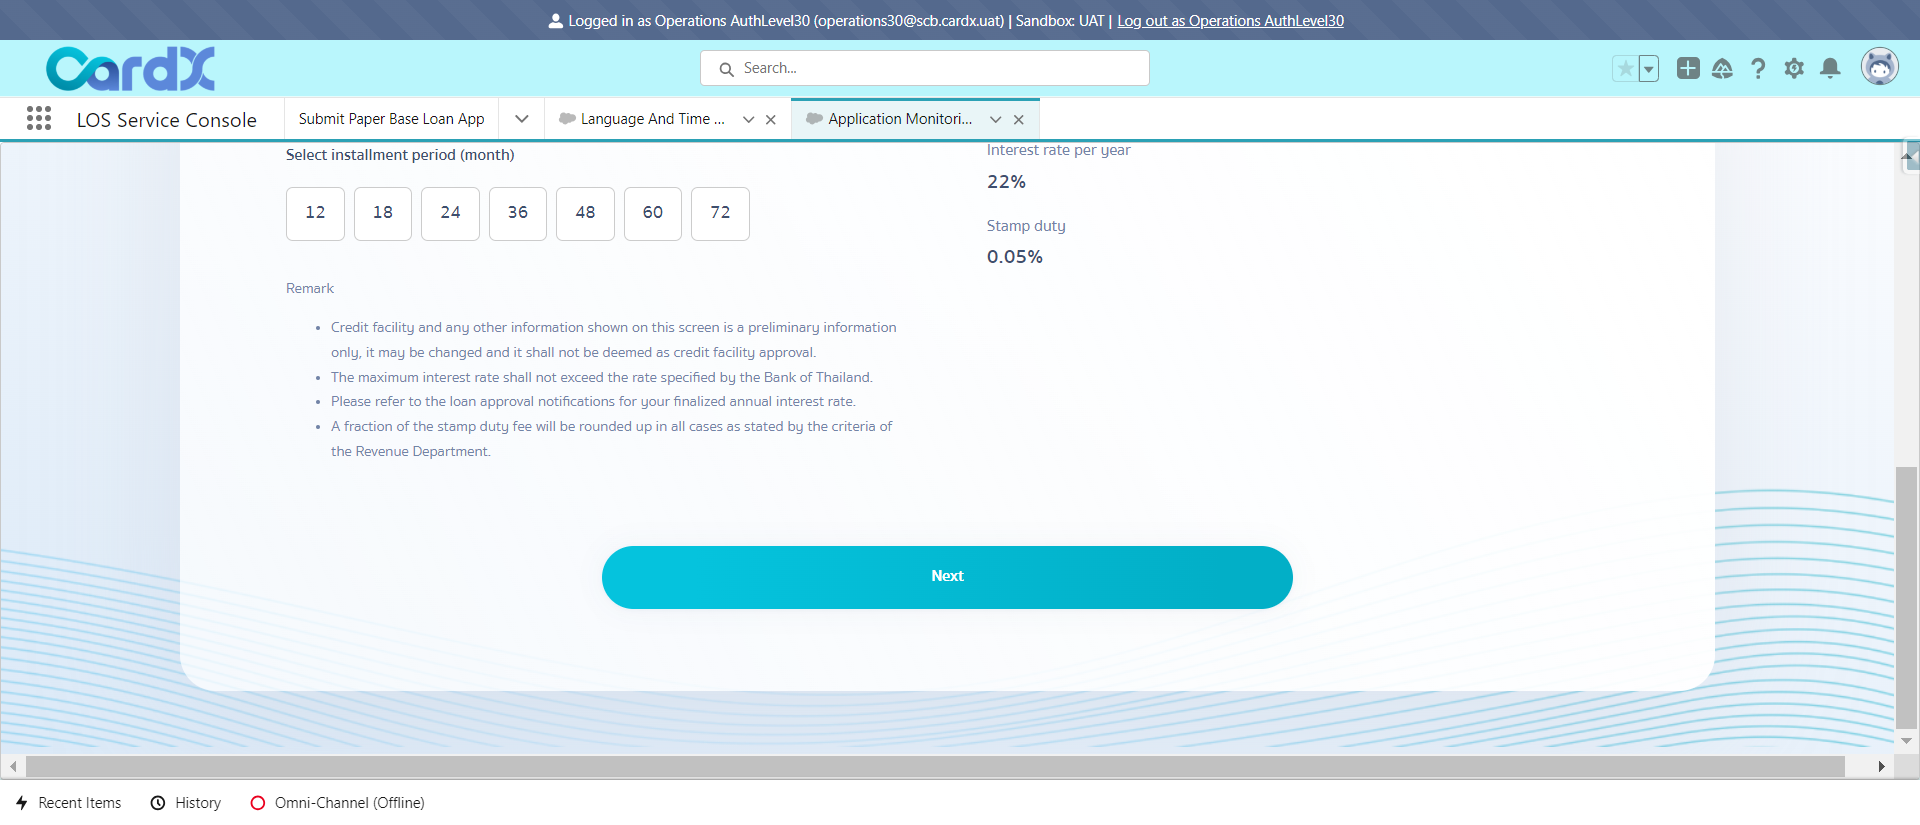 Logged in as Operations AuthLevel30 (operations30@scb.cardx.uat) | Sandbox: UAT | Log out as Operations AuthLevel30
CardX
Search...
LOS Service Console
Submit Paper Base Loan App
Language And Time ...
Application Monitori...
Select installment period (month)
12 18 24 36 48 60 72
Interest rate per year
22%
Stamp duty
0.05%
Remark
• Credit facility and any other information shown on this screen is a preliminary information
only, it may be changed and it shall not be deemed as credit facility approval.
• The maximum interest rate shall not exceed the rate specified by the Bank of Thailand.
• Please refer to the loan approval notifications for your finalized annual interest rate.
• A fraction of the stamp duty fee will be rounded up in all cases as stated by the criteria of
the Revenue Department.
Next
Recent Items
History
Omni-Channel (Offline)